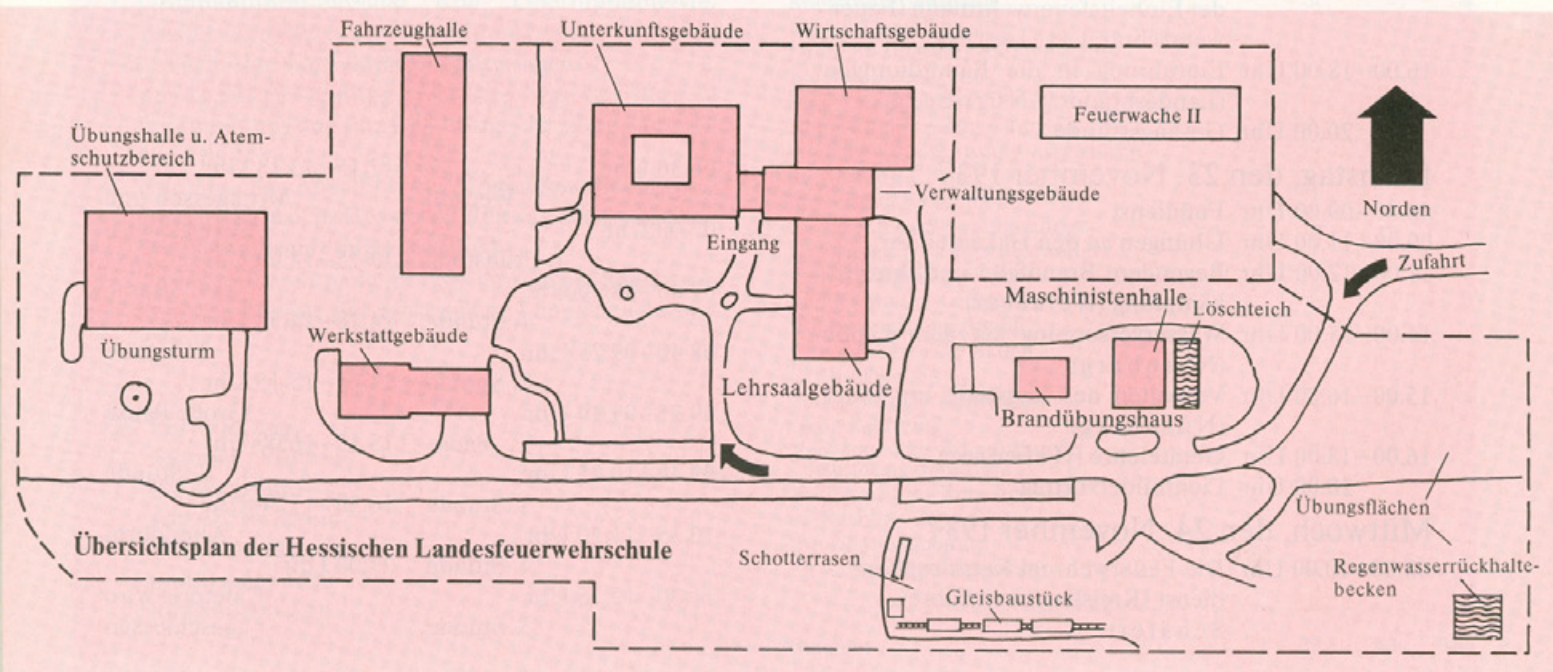 Fahrzeughalle
Unterkunftsgebäude
Wirtschaftsgebäude
Feuerwache II
Übungshalle u. Atem-
schutzbereich
Verwaltungsgebäude
Norden
Eingang
Zufahrt
Maschinistenhalle
Löschteich
Werkstattgebäude
Übungsturm
Lehrsaalgebäude
Brandübungshaus
Übungsflächen
Übersichtsplan der Hessischen Landesfeuerwehrschule
Schotterrasen
Regenwasserrückhalte-
becken
Gleisbaustück